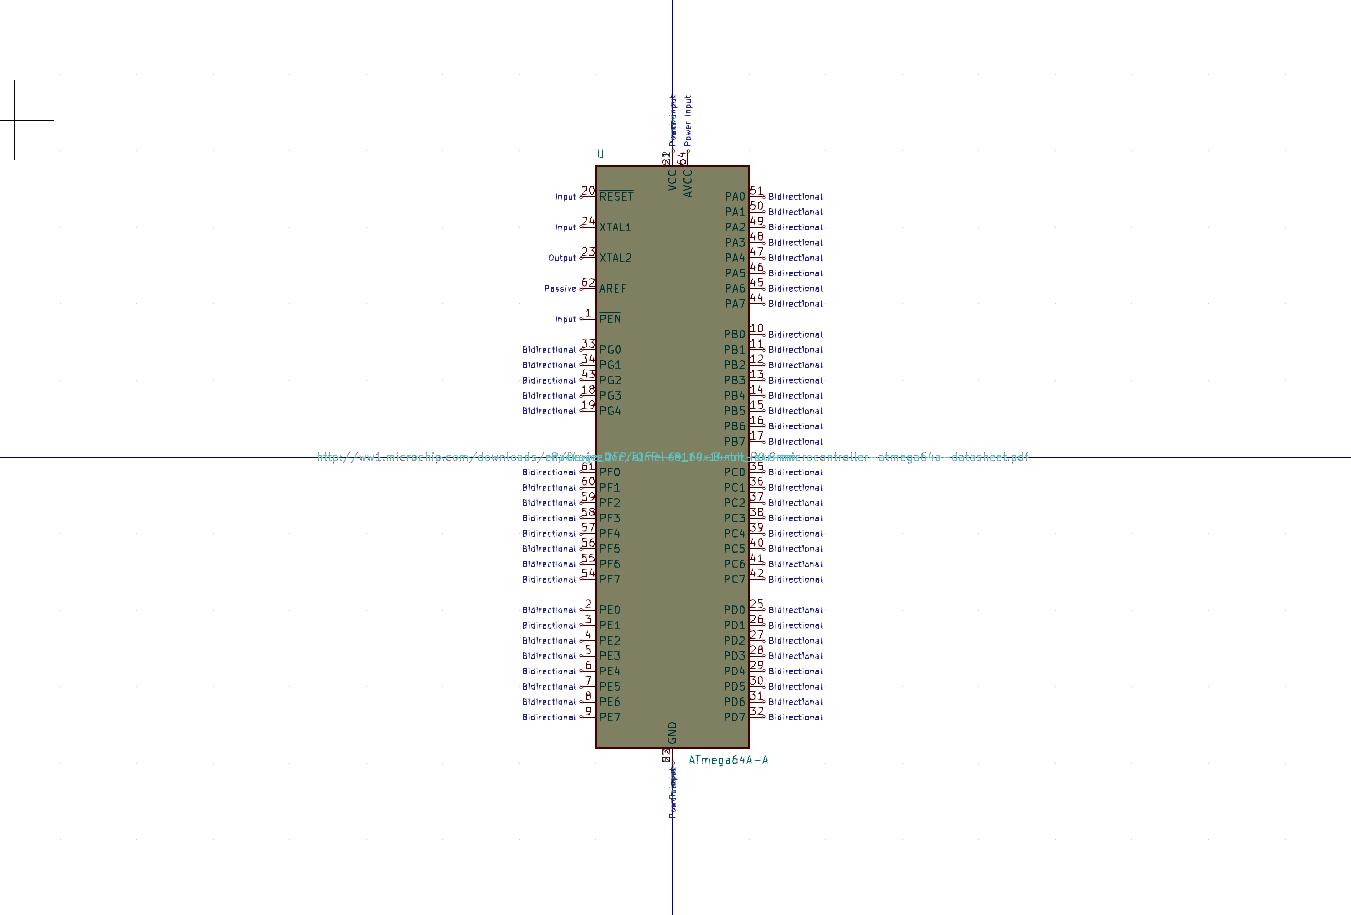 Power Input
U
64
VCC
AVCC
Input 20 RESET PA0 51 Bidirectional
PA1 50 Bidirectional
Input 24 XTAL1 PA2 49 Bidirectional
PA3 48 Bidirectional
Output 23 XTAL2 PA4 47 Bidirectional
PA5 46 Bidirectional
Passive 62 AREF PA6 45 Bidirectional
PA7 44 Bidirectional
Input 1 PEN
PB0 10 Bidirectional
Bidirectional 33 PG0 PB1 11 Bidirectional
Bidirectional 34 PG1 PB2 12 Bidirectional
Bidirectional 43 PG2 PB3 13 Bidirectional
Bidirectional 18 PG3 PB4 14 Bidirectional
Bidirectional 19 PG4 PB5 15 Bidirectional
PB6 16 Bidirectional
PB7 17 Bidirectional
http://ww1.microchip.com/downloads/ microcontroller atmega64a datasheet.pdf
Bidirectional 61 PF0 PC0 35 Bidirectional
Bidirectional 60 PF1 PC1 36 Bidirectional
Bidirectional 59 PF2 PC2 37 Bidirectional
Bidirectional 58 PF3 PC3 38 Bidirectional
Bidirectional 57 PF4 PC4 39 Bidirectional
Bidirectional 56 PF5 PC5 40 Bidirectional
Bidirectional 55 PF6 PC6 41 Bidirectional
Bidirectional 54 PF7 PC7 42 Bidirectional
Bidirectional 2 PE0 PD0 25 Bidirectional
Bidirectional 3 PE1 PD1 26 Bidirectional
Bidirectional 4 PE2 PD2 27 Bidirectional
Bidirectional 5 PE3 PD3 28 Bidirectional
Bidirectional 6 PE4 PD4 29 Bidirectional
Bidirectional 7 PE5 PD5 30 Bidirectional
Bidirectional 8 PE6 PD6 31 Bidirectional
Bidirectional 9 PE7 PD7 32 Bidirectional
GND
ATmega64A-A